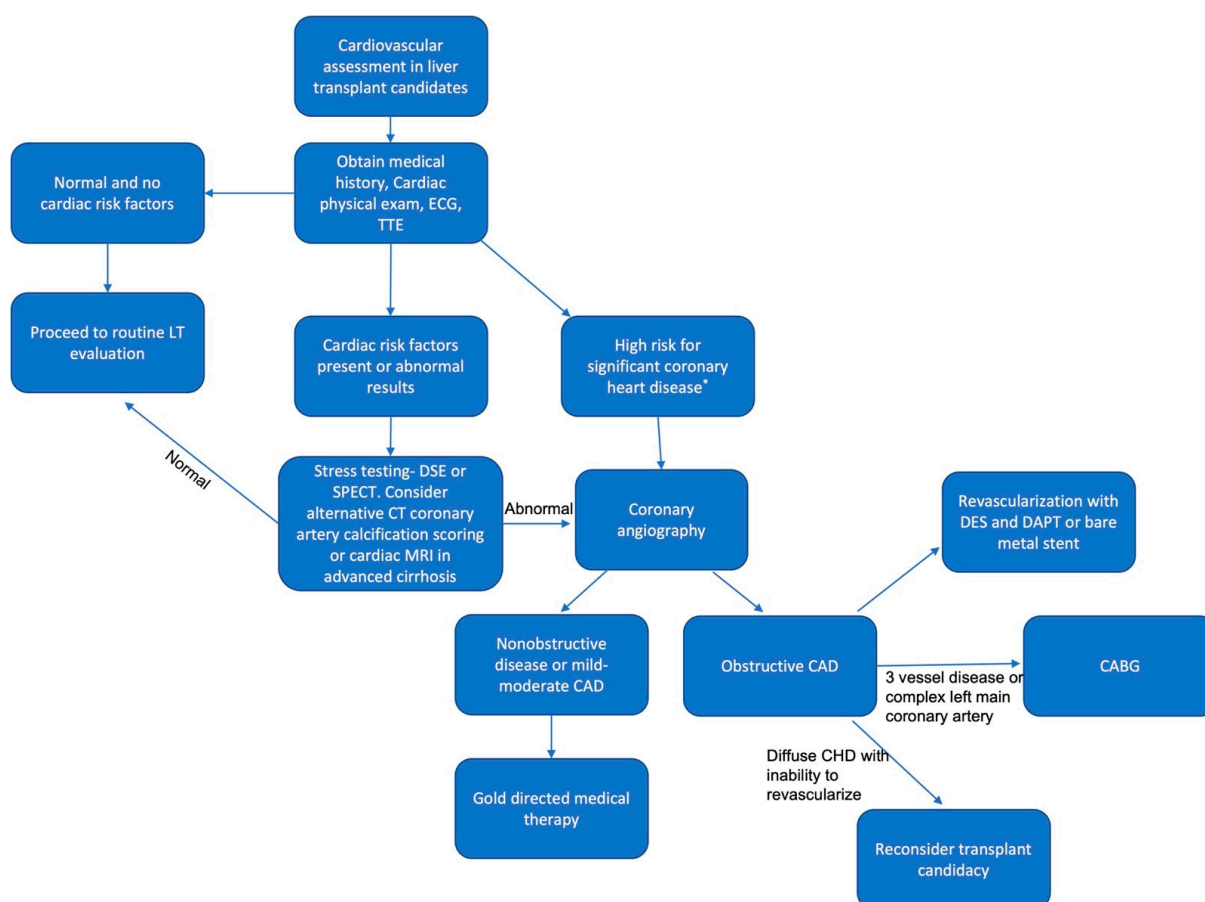 Cardiovascular
assessment in liver
transplant candidates
Obtain medical
history, Cardiac
physical exam, ECG,
TTE
Normal and no
cardiac risk factors
Proceed to routine LT
evaluation
Cardiac risk factors
present or abnormal
results
High risk for
significant coronary
heart disease*
Normal
Stress testing- DSE or
SPECT. Consider
alternative CT coronary
artery calcification scoring
or cardiac MRI in
advanced cirrhosis
Abnormal
Coronary
angiography
Revascularization with
DES and DAPT or bare
metal stent
Nonobstructive
disease or mild-
moderate CAD
Obstructive CAD
3 vessel disease or
complex left main
coronary artery
CABG
Diffuse CHD with
inability to
revascularize
Gold directed medical
therapy
Reconsider transplant
candidacy